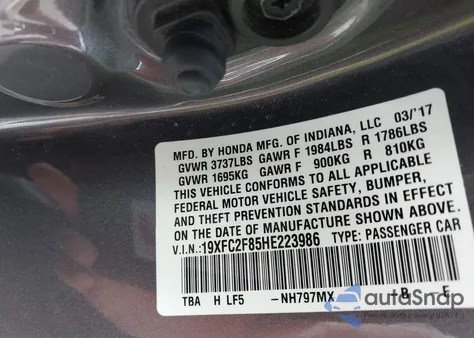 MFD. BY HONDA MFG. OF INDIANA, LLC 03/'17
GVWR 3737LBS GAWR F 1984LBS R 1786LBS
GVWR 1695KG GAWR F 900KG R 810KG
THIS VEHICLE CONFORMS TO ALL APPLICABLE
FEDERAL MOTOR VEHICLE SAFETY, BUMPER,
AND THEFT PREVENTION STANDARDS IN EFFECT
ON THE DATE OF MANUFACTURE SHOWN ABOVE.
V.I.N.:19XFC2F85HE223986 TYPE: PASSENGER CAR
TBA H LF5 -NH797MX -B E
autoSnap